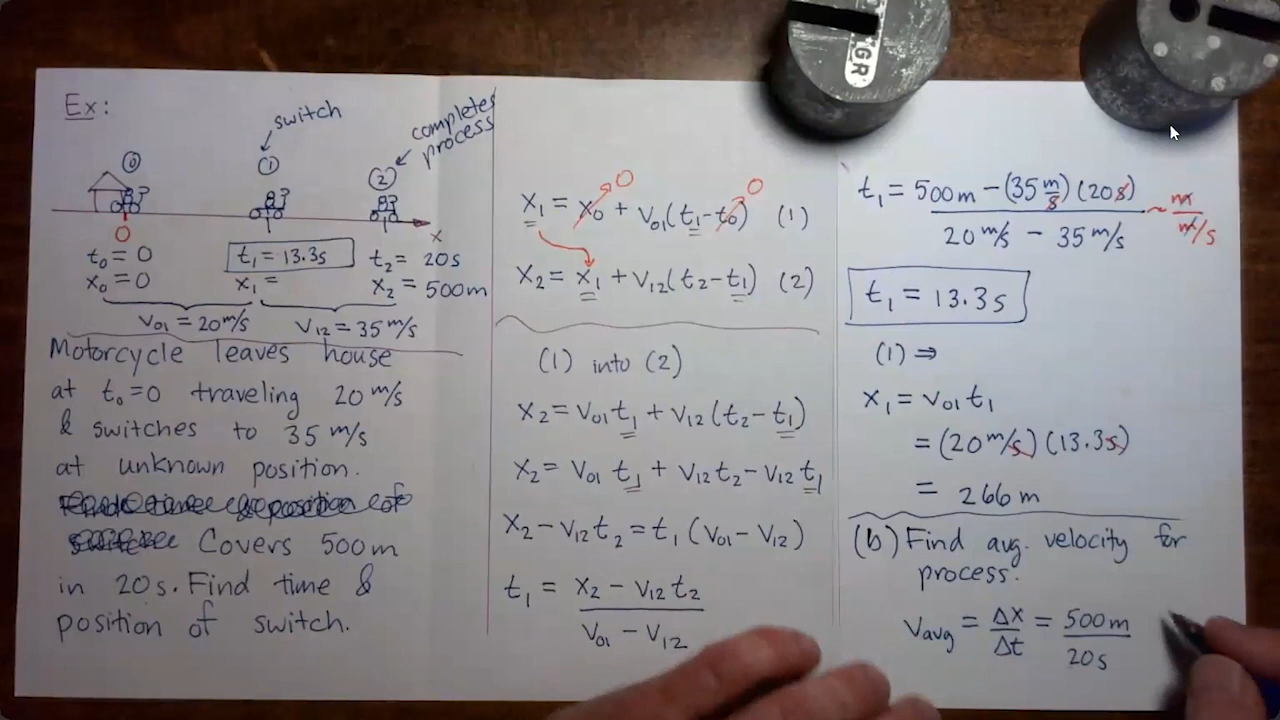 Ex:
switch
completes
process
⓪
①
②
0
x
t₀ = 0
x₀ = 0
t₁ = 13.3s
x₁ =
t₂ = 20s
x₂ = 500m
v₀₁ = 20 m/s
v₁₂ = 35 m/s
Motorcycle leaves house
at t₀=0 traveling 20 m/s
& switches to 35 m/s
at unknown position.
Covers 500m
in 20s. Find time &
position of switch.
0
0
x₁ = x₀ + v₀₁(t₁-t₀) (1)
x₂ = x₁ + v₁₂(t₂-t₁) (2)
(1) into (2)
x₂ = v₀₁t₁ + v₁₂(t₂-t₁)
x₂ = v₀₁ t₁ + v₁₂t₂ - v₁₂t₁
x₂ - v₁₂t₂ = t₁(v₀₁ - v₁₂)
t₁ = x₂ - v₁₂t₂
v₀₁ - v₁₂
GR
t₁ = 500m - (35 m/s)(20s)
20 m/s - 35 m/s
~ m
m/s
t₁ = 13.3s
(1) ⇒
x₁ = v₀₁t₁
= (20 m/s)(13.3s)
= 266m
(b) Find avg. velocity for
process.
Vavg = Δx/Δt = 500m/20s